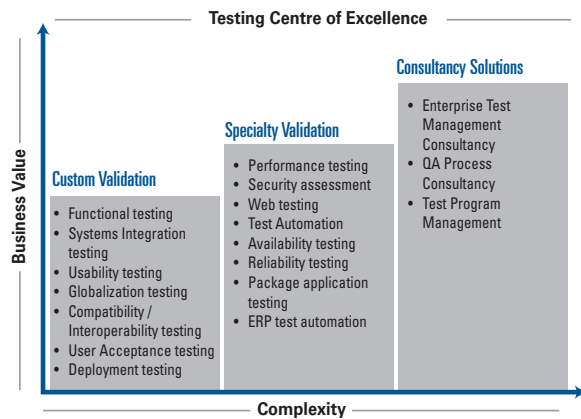 Testing Centre of Excellence
Business Value
Custom Validation
• Functional testing
• Systems Integration
testing
• Usability testing
• Globalization testing
• Compatibility /
Interoperability testing
• User Acceptance testing
• Deployment testing
Specialty Validation
• Performance testing
• Security assessment
• Web testing
• Test Automation
• Availability testing
• Reliability testing
• Package application
testing
• ERP test automation
Consultancy Solutions
• Enterprise Test
Management
Consultancy
• QA Process
Consultancy
• Test Program
Management
Complexity